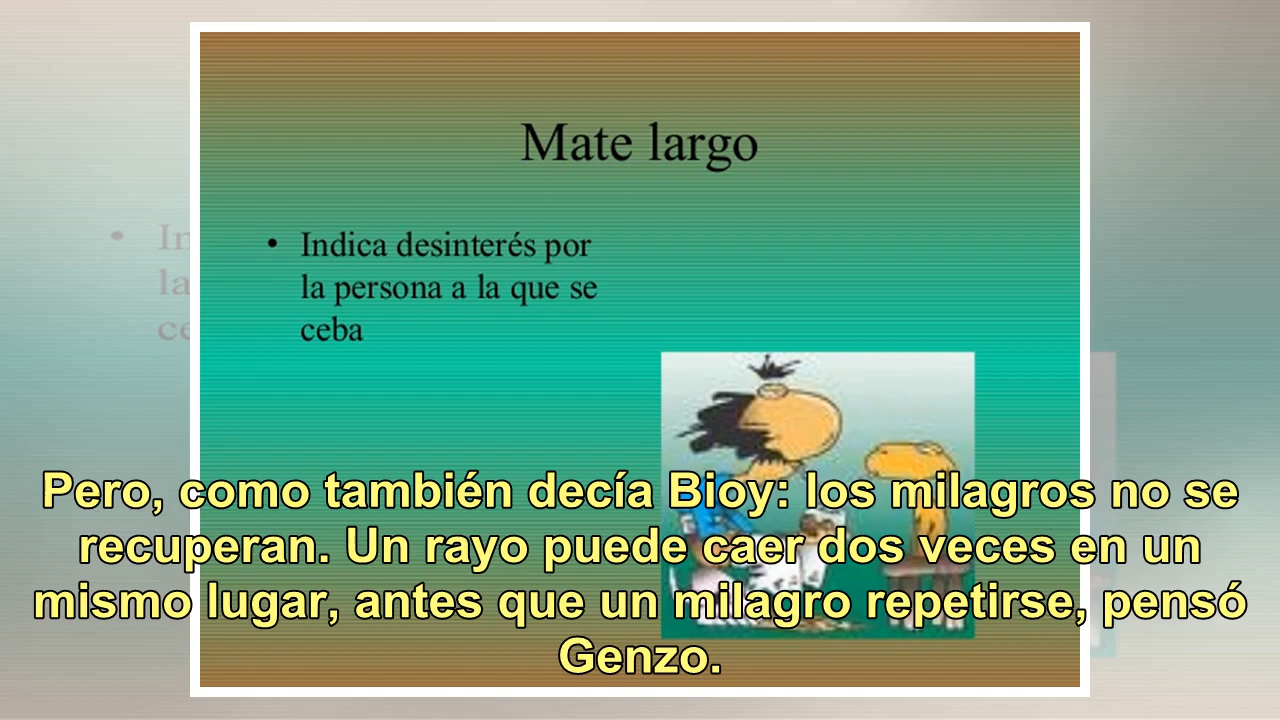 Mate largo
• Indica desinterés por
la persona a la que se
ceba
Pero, como también decía Bioy: los milagros no se
recuperan. Un rayo puede caer dos veces en un
mismo lugar, antes que un milagro repetirse, pensó
Genzo.